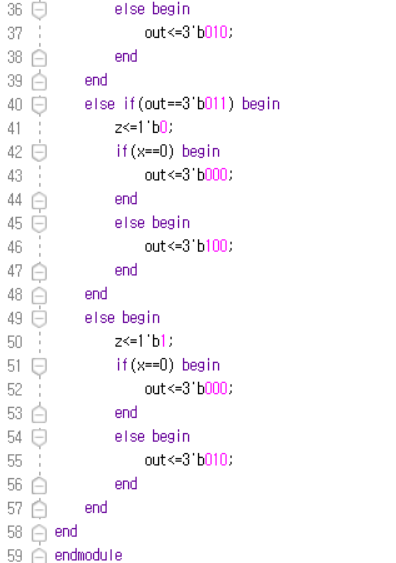 36 else begin
37 out<=3'b010;
38 end
39 end
40 else if(out==3'b011) begin
41 z<=1'b0;
42 if(x==0) begin
43 out<=3'b000;
44 end
45 else begin
46 out<=3'b100;
47 end
48 end
49 else begin
50 z<=1'b1;
51 if(x==0) begin
52 out<=3'b000;
53 end
54 else begin
55 out<=3'b010;
56 end
57 end
58 end
59 endmodule